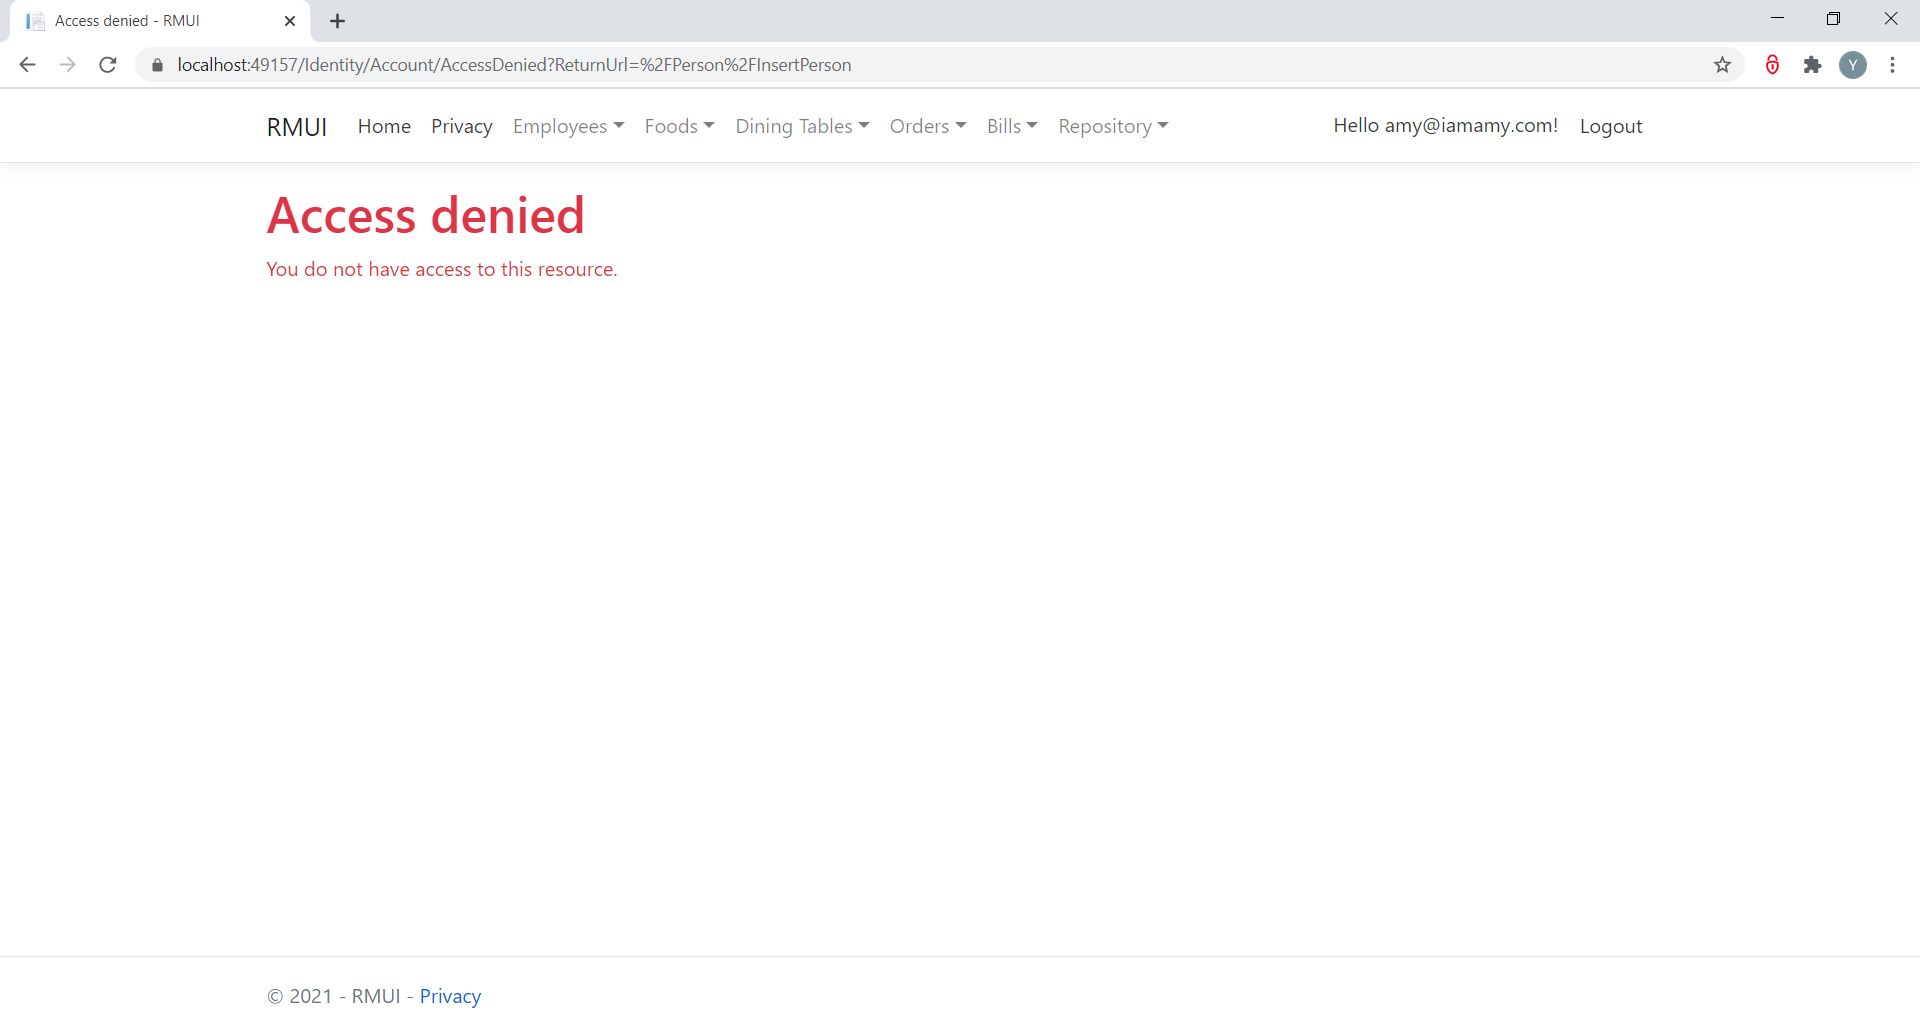 Access denied - RMUI
localhost:49157/Identity/Account/AccessDenied?ReturnUrl=%2FPerson%2FInsertPerson
Y
RMUI Home Privacy Employees Foods Dining Tables Orders Bills Repository Hello amy@iamamy.com! Logout
Access denied
You do not have access to this resource.
© 2021 - RMUI - Privacy